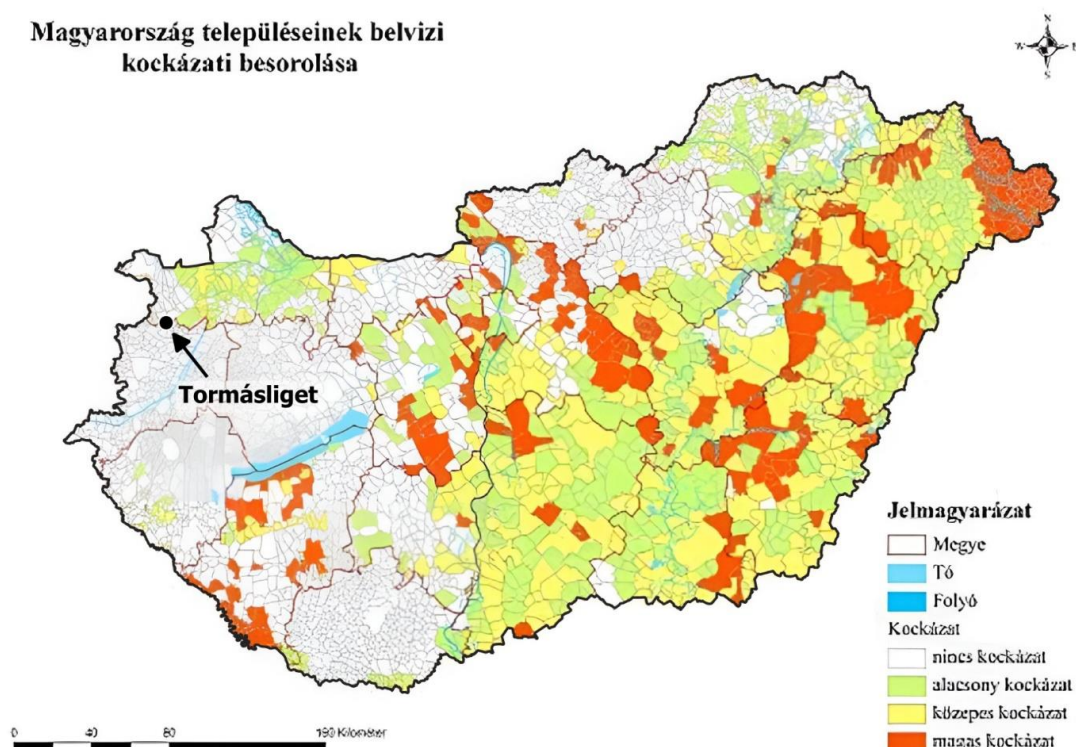 Magyarország településeinek belvizi
kockázati besorolása
N
W E
S
Tormásliget
Jelmagyarázat
Megye
Tó
Folyó
Kockázat
nincs kockázat
alacsony kockázat
közepes kockázat
magas kockázat
0 40 80 160 Kilométer